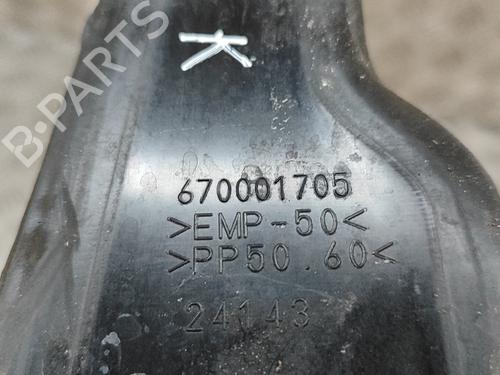 B-PARTS
K
670001705
>EMP-50<
>PP50.60<
24143